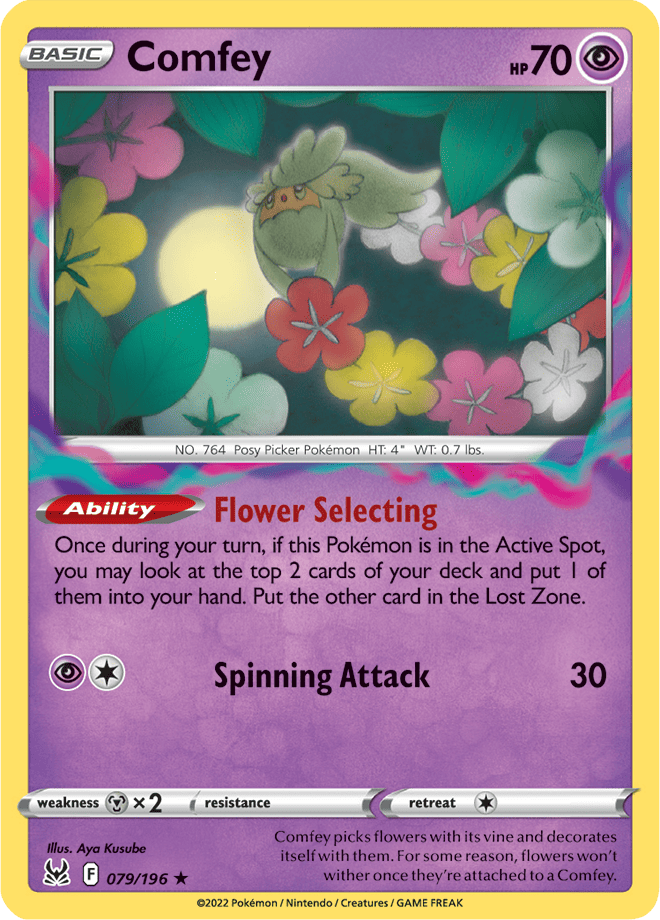 BASIC Comfey HP 70
NO. 764 Posy Picker Pokémon HT: 4" WT: 0.7 lbs.
Ability Flower Selecting
Once during your turn, if this Pokémon is in the Active Spot,
you may look at the top 2 cards of your deck and put 1 of
them into your hand. Put the other card in the Lost Zone.
Spinning Attack 30
weakness ×2 resistance retreat
Illus. Aya Kusube
Comfey picks flowers with its vine and decorates
itself with them. For some reason, flowers won't
wither once they're attached to a Comfey.
F 079/196 ★
©2022 Pokémon / Nintendo / Creatures / GAME FREAK